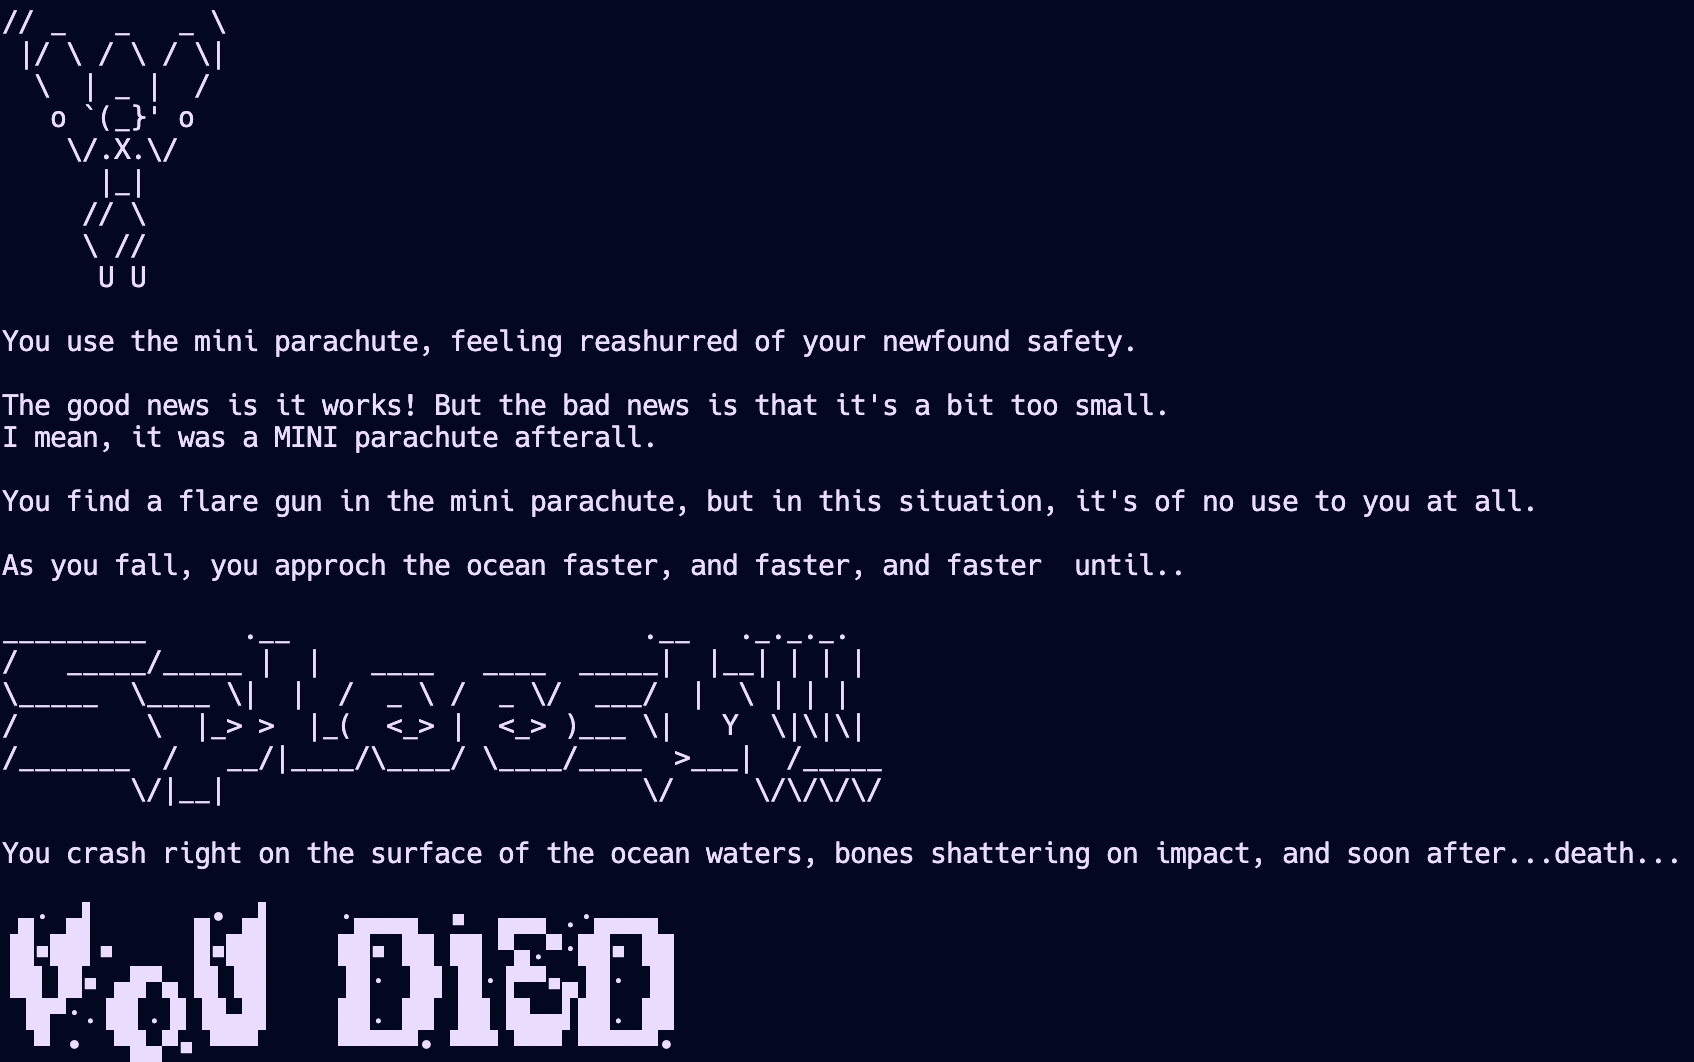 You use the mini parachute, feeling reashurred of your newfound safety.
The good news is it works! But the bad news is that it's a bit too small.
I mean, it was a MINI parachute afterall.
You find a flare gun in the mini parachute, but in this situation, it's of no use to you at all.
As you fall, you approch the ocean faster, and faster, and faster  until..
SplooSH!!!
You crash right on the surface of the ocean waters, bones shattering on impact, and soon after...death...
YoU DiED